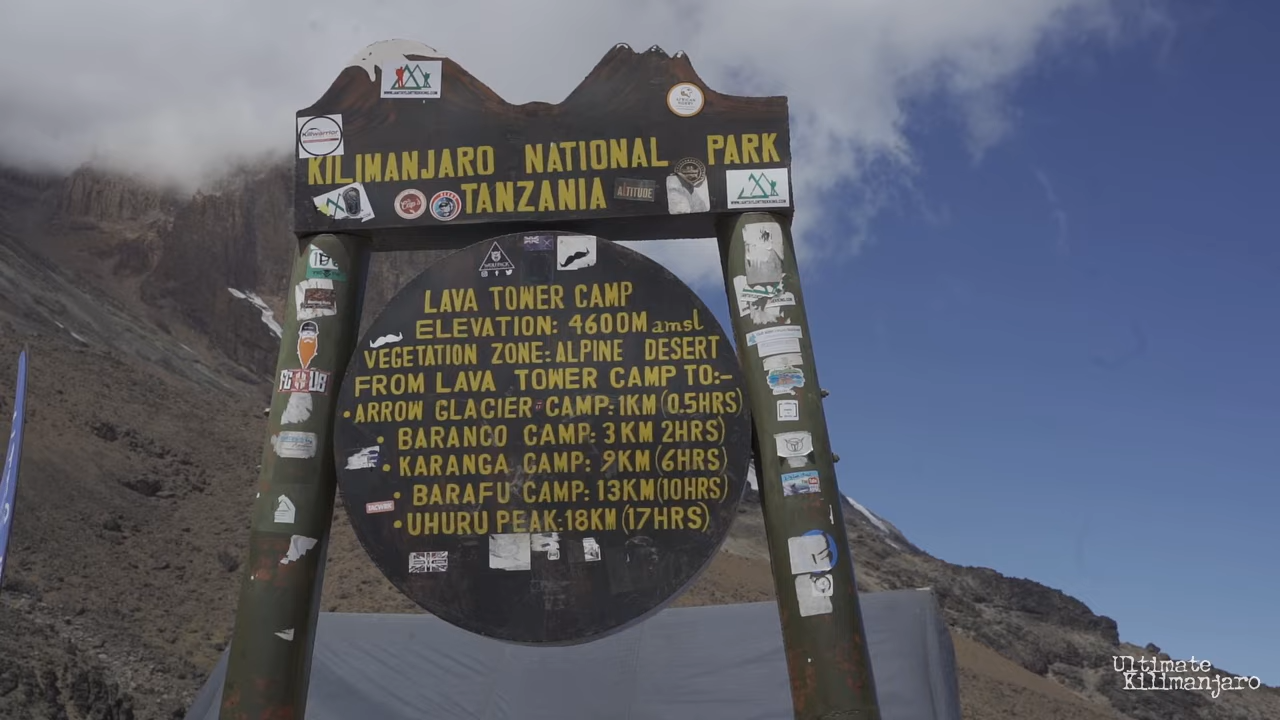 KILIMANJARO NATIONAL PARK
TANZANIA
ALTITUDE
LAVA TOWER CAMP
ELEVATION: 4600M amsl
VEGETATION ZONE: ALPINE DESERT
FROM LAVA TOWER CAMP TO:-
•ARROW GLACIER CAMP: 1KM (0.5HRS)
• BARANCO CAMP: 3KM 2HRS)
• KARANGA CAMP: 9KM (6HRS)
• BARAFU CAMP: 13KM(10HRS)
• UHURU PEAK:18KM (17HRS)
Ultimate
Kilimanjaro